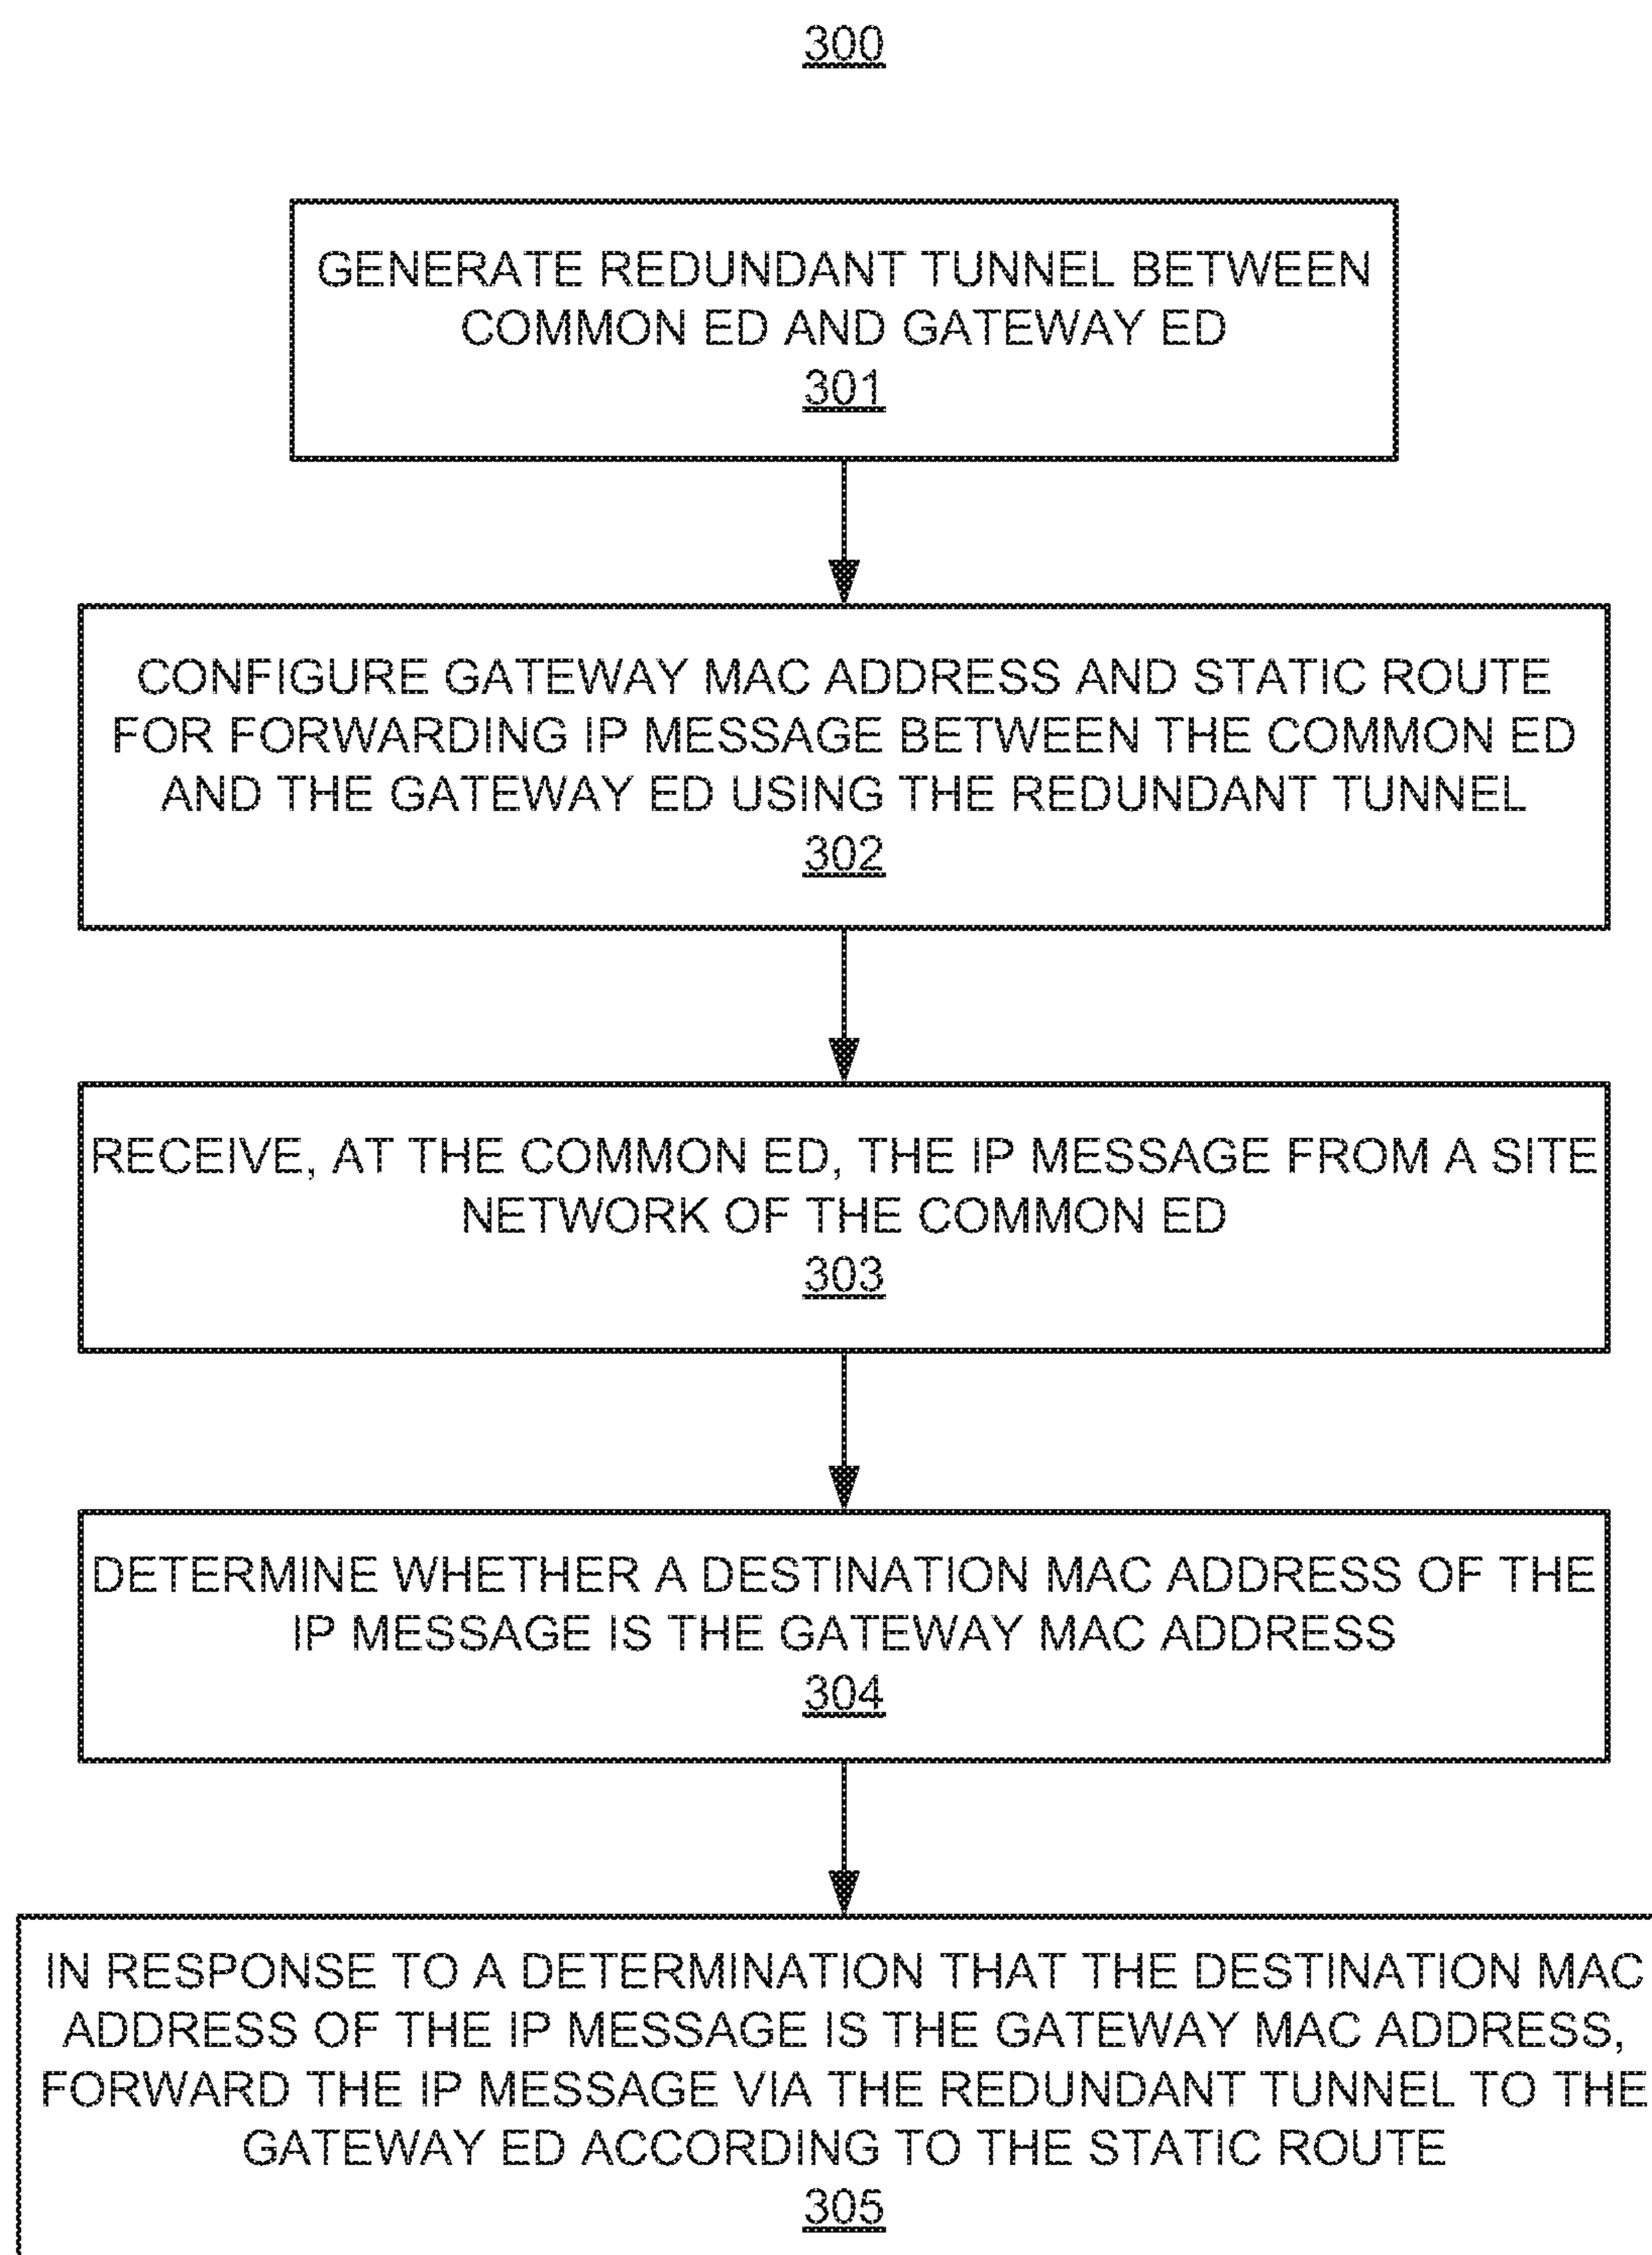 300
GENERATE REDUNDANT TUNNEL BETWEEN
COMMON ED AND GATEWAY ED
301
CONFIGURE GATEWAY MAC ADDRESS AND STATIC ROUTE
FOR FORWARDING IP MESSAGE BETWEEN THE COMMON ED
AND THE GATEWAY ED USING THE REDUNDANT TUNNEL
302
RECEIVE, AT THE COMMON ED, THE IP MESSAGE FROM A SITE
NETWORK OF THE COMMON ED
303
DETERMINE WHETHER A DESTINATION MAC ADDRESS OF THE
IP MESSAGE IS THE GATEWAY MAC ADDRESS
304
IN RESPONSE TO A DETERMINATION THAT THE DESTINATION MAC
ADDRESS OF THE IP MESSAGE IS THE GATEWAY MAC ADDRESS,
FORWARD THE IP MESSAGE VIA THE REDUNDANT TUNNEL TO THE
GATEWAY ED ACCORDING TO THE STATIC ROUTE
305